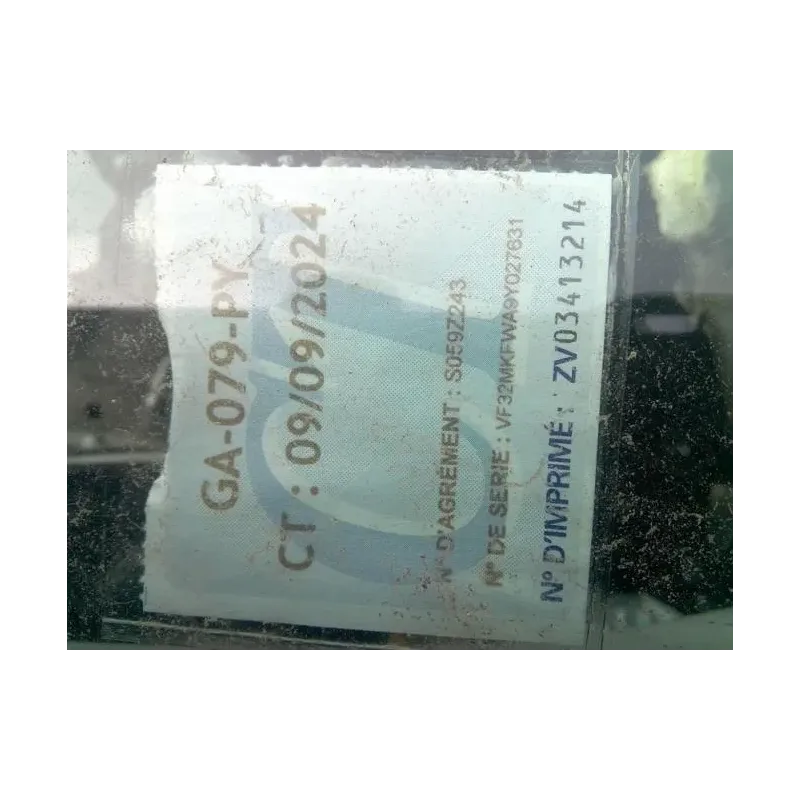 GA-079-PY
CT : 09/09/2024
N° D'AGRÉMENT : S059Z243
N° DE SERIE : VF32MKFWA9Y027631
N° D'IMPRIMÉ : ZV03413214